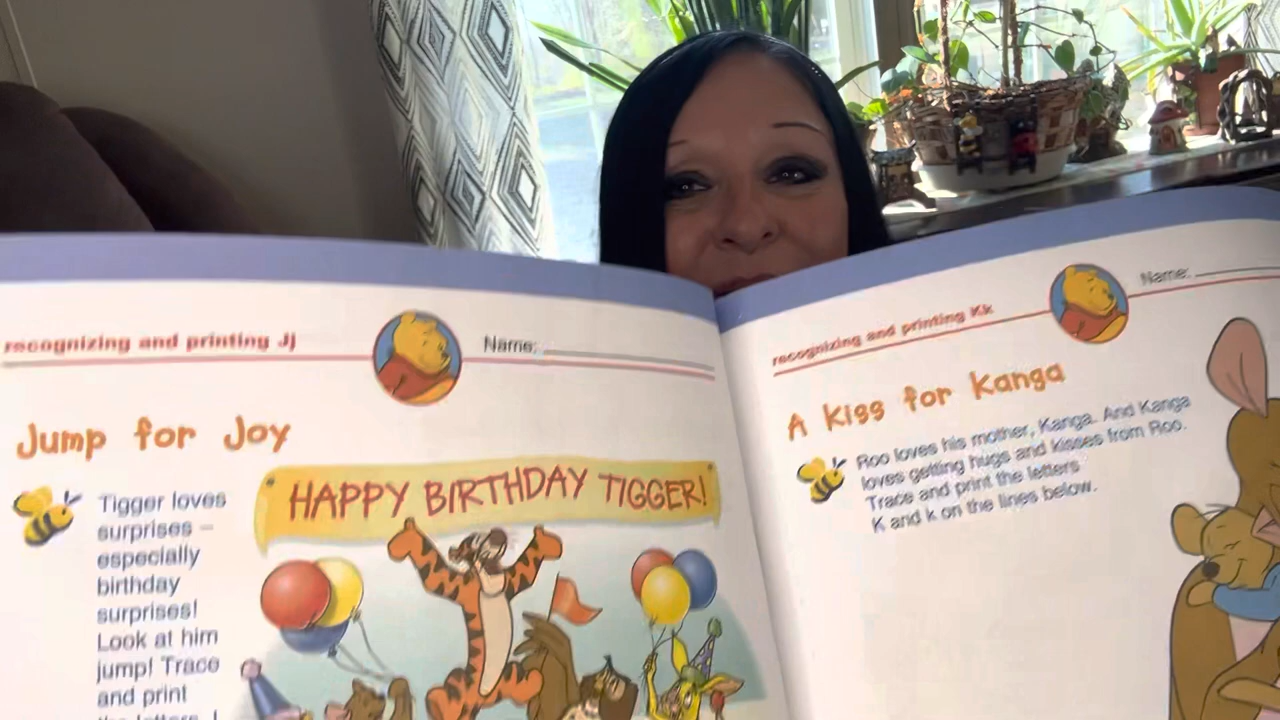 recognizing and printing Jj
Name:
Jump for Joy
Tigger loves
surprises –
especially
birthday
surprises!
Look at him
jump! Trace
and print
the letters J
HAPPY BIRTHDAY TIGGER!
recognizing and printing Kk
Name:
A Kiss for Kanga
Roo loves his mother, Kanga. And Kanga
loves getting hugs and kisses from Roo.
Trace and print the letters
K and k on the lines below.